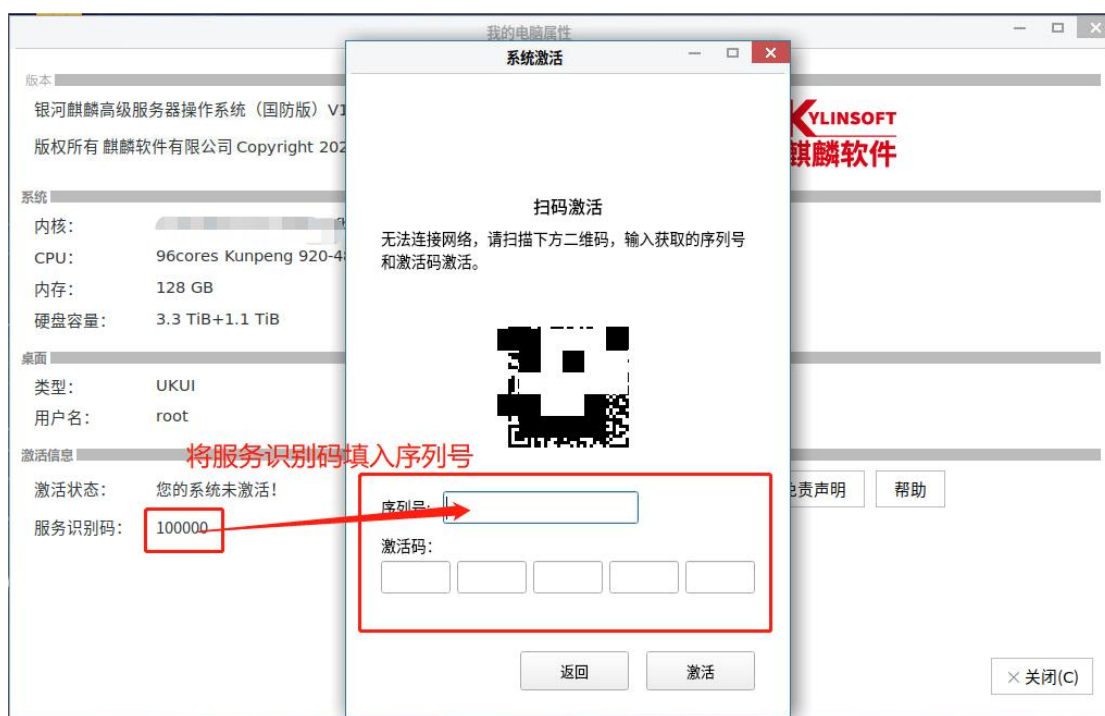 我的电脑属性
系统激活
版本
银河麒麟高级服务器操作系统（国防版）V1
版权所有 麒麟软件有限公司 Copyright 202
KYLINSOFT
麒麟软件
扫码激活
无法连接网络，请扫描下方二维码，输入获取的序列号
和激活码激活。
系统
内核：
CPU： 96cores Kunpeng 920-4
内存： 128 GB
硬盘容量： 3.3 TiB+1.1 TiB
桌面
类型： UKUI
用户名： root
激活信息
将服务识别码填入序列号
激活状态： 您的系统未激活！
服务识别码： 100000
序列号：
激活码：
免责声明
帮助
返回
激活
关闭(C)